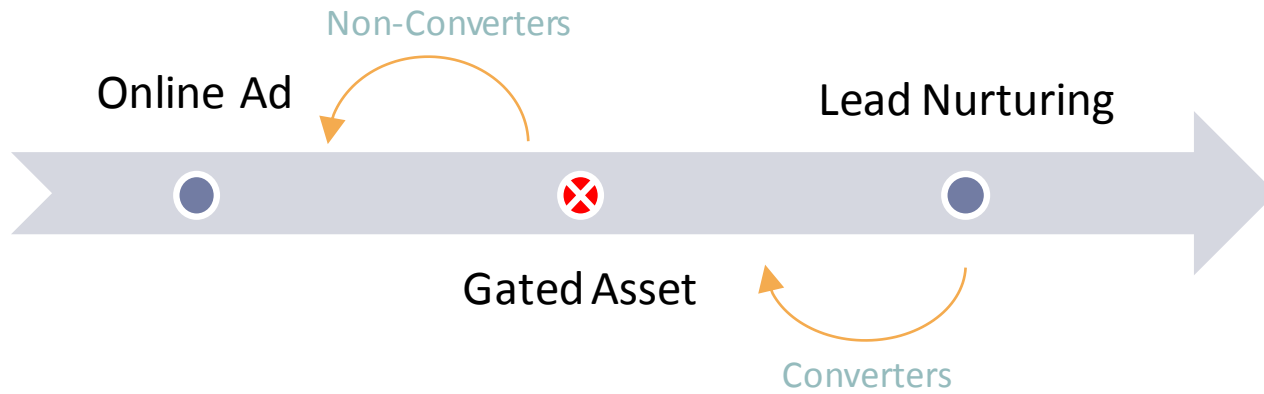 Non-Converters
Online Ad
Lead Nurturing
Gated Asset
Converters